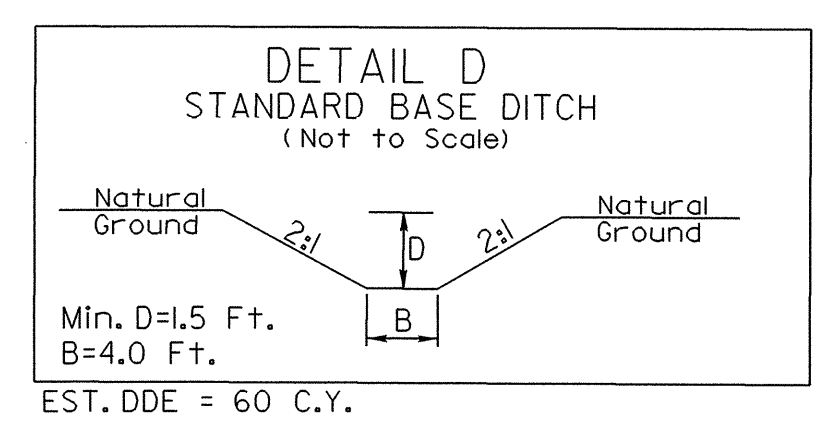 DETAIL D
STANDARD BASE DITCH
(Not to Scale)
Natural
Ground
2:1
D
2:1
Natural
Ground
B
Min. D=1.5 Ft.
B=4.0 Ft.
EST. DDE = 60 C.Y.